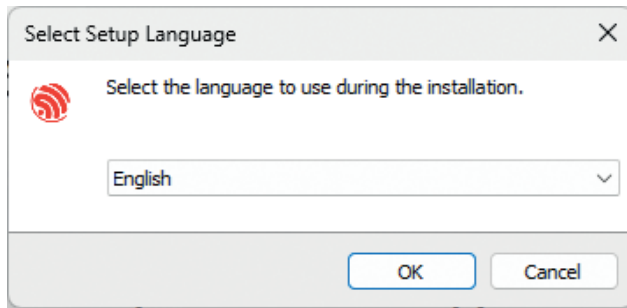 Select Setup Language
Select the language to use during the installation.
English
OK
Cancel